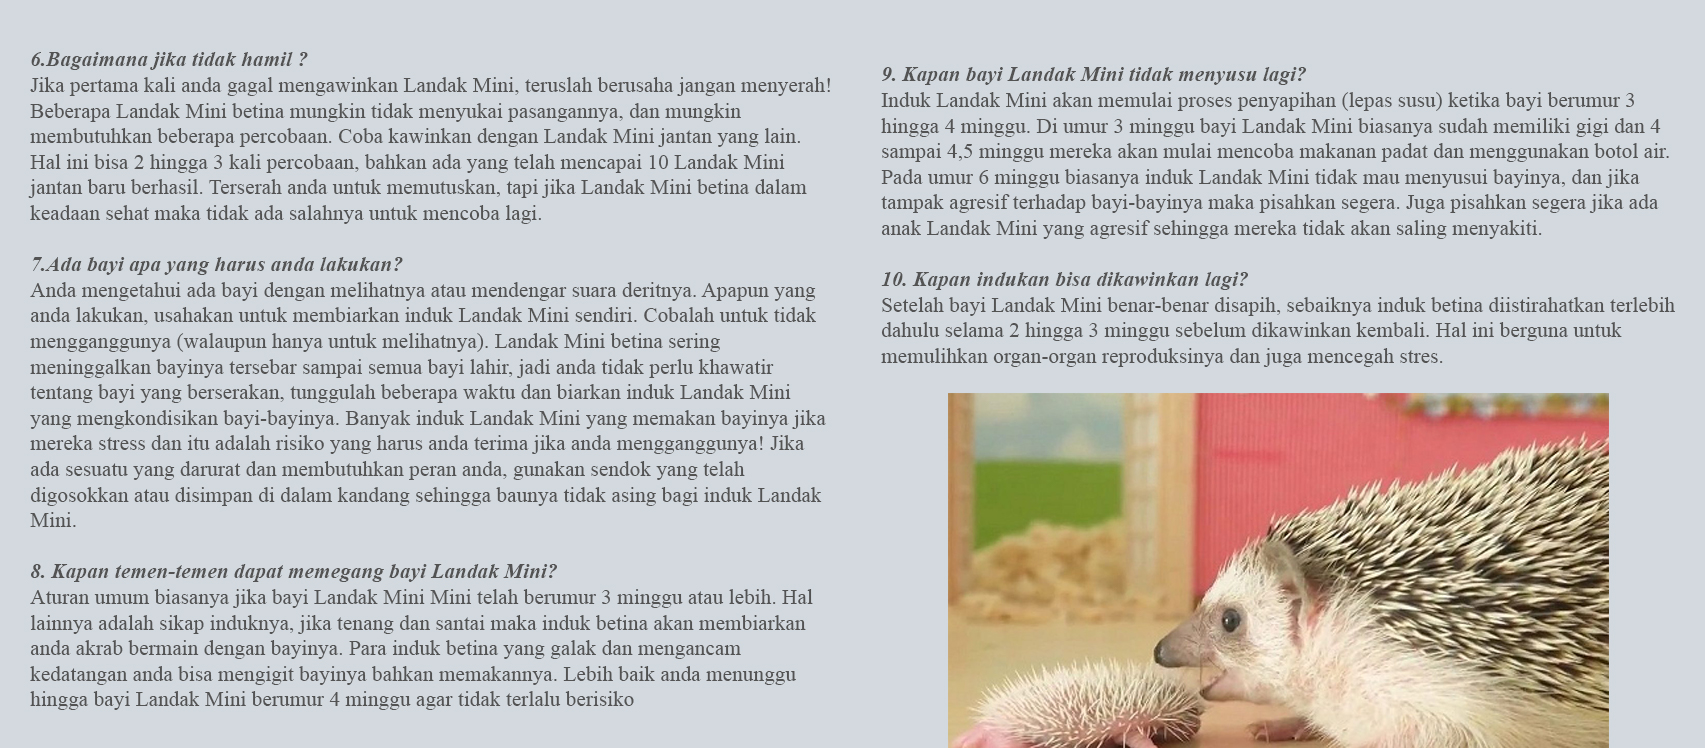 6.Bagaimana jika tidak hamil ?
Jika pertama kali anda gagal mengawinkan Landak Mini, teruslah berusaha jangan menyerah!
Beberapa Landak Mini betina mungkin tidak menyukai pasangannya, dan mungkin
membutuhkan beberapa percobaan. Coba kawinkan dengan Landak Mini jantan yang lain.
Hal ini bisa 2 hingga 3 kali percobaan, bahkan ada yang telah mencapai 10 Landak Mini
jantan baru berhasil. Terserah anda untuk memutuskan, tapi jika Landak Mini betina dalam
keadaan sehat maka tidak ada salahnya untuk mencoba lagi.
7.Ada bayi apa yang harus anda lakukan?
Anda mengetahui ada bayi dengan melihatnya atau mendengar suara deritnya. Apapun yang
anda lakukan, usahakan untuk membiarkan induk Landak Mini sendiri. Cobalah untuk tidak
mengganggunya (walaupun hanya untuk melihatnya). Landak Mini betina sering
meninggalkan bayinya tersebar sampai semua bayi lahir, jadi anda tidak perlu khawatir
tentang bayi yang berserakan, tunggulah beberapa waktu dan biarkan induk Landak Mini
yang mengkondisikan bayi-bayinya. Banyak induk Landak Mini yang memakan bayinya jika
mereka stress dan itu adalah risiko yang harus anda terima jika anda mengganggunya! Jika
ada sesuatu yang darurat dan membutuhkan peran anda, gunakan sendok yang telah
digosokkan atau disimpan di dalam kandang sehingga baunya tidak asing bagi induk Landak
Mini.
8. Kapan temen-temen dapat memegang bayi Landak Mini?
Aturan umum biasanya jika bayi Landak Mini Mini telah berumur 3 minggu atau lebih. Hal
lainnya adalah sikap induknya, jika tenang dan santai maka induk betina akan membiarkan
anda akrab bermain dengan bayinya. Para induk betina yang galak dan mengancam
kedatangan anda bisa mengigit bayinya bahkan memakannya. Lebih baik anda menunggu
hingga bayi Landak Mini berumur 4 minggu agar tidak terlalu berisiko
9. Kapan bayi Landak Mini tidak menyusu lagi?
Induk Landak Mini akan memulai proses penyapihan (lepas susu) ketika bayi berumur 3
hingga 4 minggu. Di umur 3 minggu bayi Landak Mini biasanya sudah memiliki gigi dan 4
sampai 4,5 minggu mereka akan mulai mencoba makanan padat dan menggunakan botol air.
Pada umur 6 minggu biasanya induk Landak Mini tidak mau menyusui bayinya, dan jika
tampak agresif terhadap bayi-bayinya maka pisahkan segera. Juga pisahkan segera jika ada
anak Landak Mini yang agresif sehingga mereka tidak akan saling menyakiti.
10. Kapan indukan bisa dikawinkan lagi?
Setelah bayi Landak Mini benar-benar disapih, sebaiknya induk betina diistirahatkan terlebih
dahulu selama 2 hingga 3 minggu sebelum dikawinkan kembali. Hal ini berguna untuk
memulihkan organ-organ reproduksinya dan juga mencegah stres.